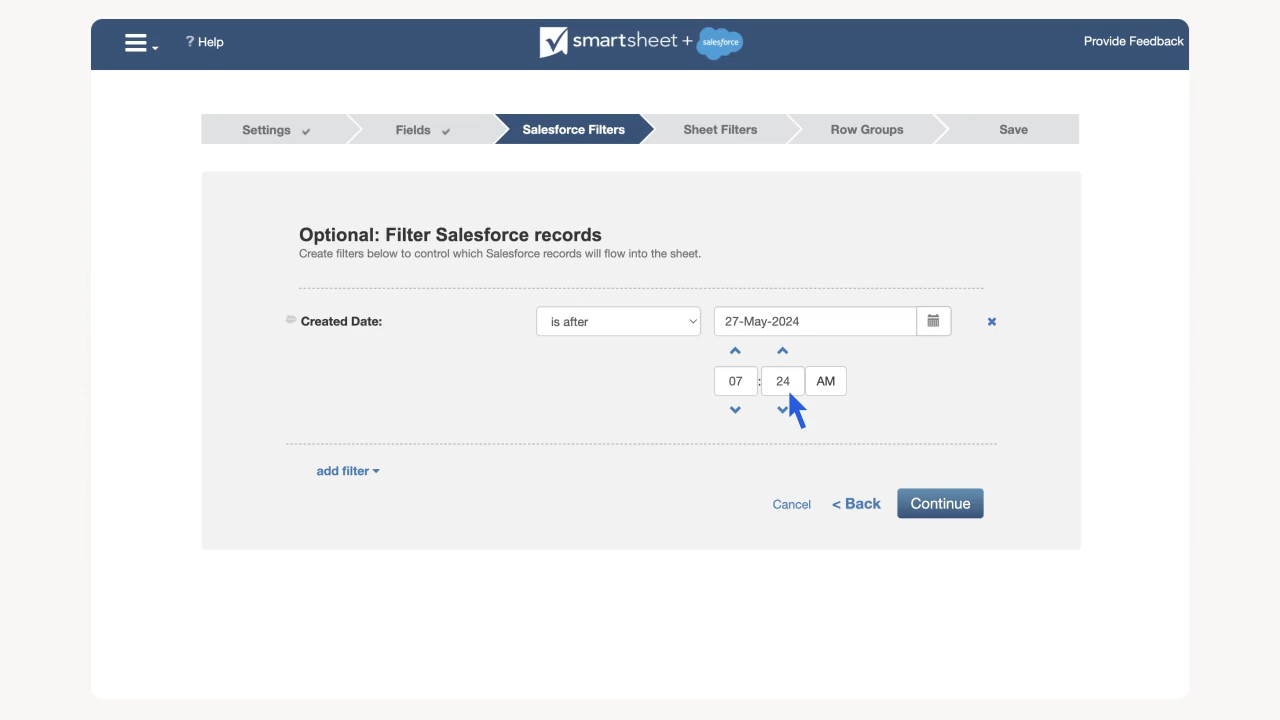 ? Help
smartsheet + salesforce
Provide Feedback
Settings
Fields
Salesforce Filters
Sheet Filters
Row Groups
Save
Optional: Filter Salesforce records
Create filters below to control which Salesforce records will flow into the sheet.
Created Date:
is after
27-May-2024
07 : 24 AM
add filter
Cancel
< Back
Continue